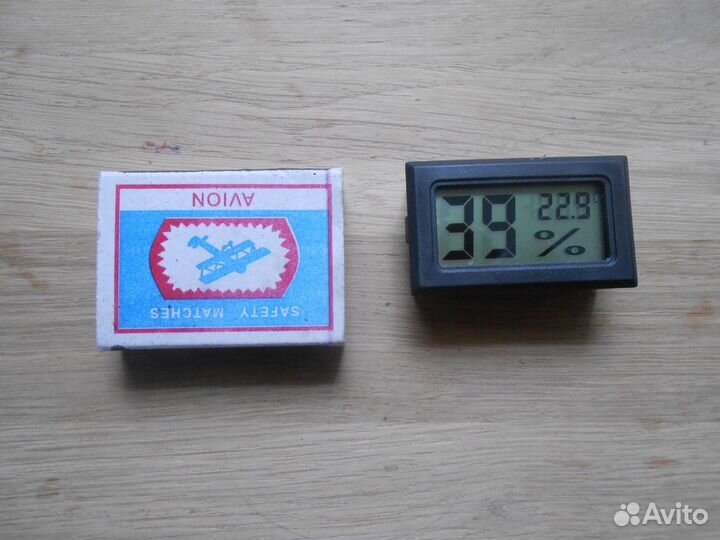 AVION
SAFETY MATCHES
39 %
22.9°C
Avito